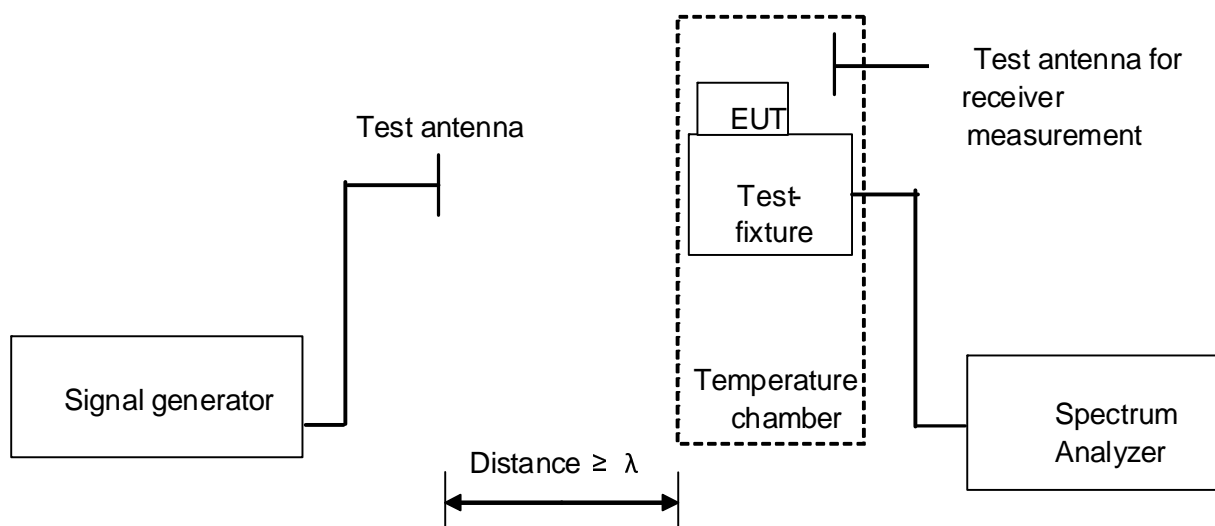 Test antenna
EUT
Test-
fixture
Test antenna for
receiver
measurement
Signal generator
Temperature
chamber
Spectrum
Analyzer
Distance ≥ λ